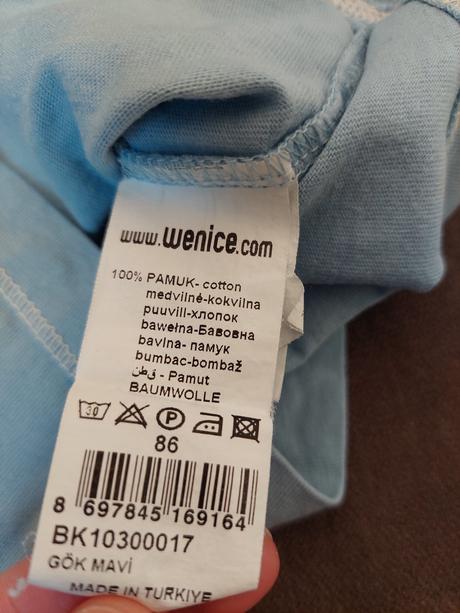 www.wenice.com
100% PAMUK- cotton
medvilné-kokvilna
puuvill-хлопок
bawełna-Бавовна
bavlna- памук
bumbac-bombaž
قطن - Pamut
BAUMWOLLE
30 P
86
8 697845 169164
BK10300017
GÖK MAVİ
MADE IN TURKIYE